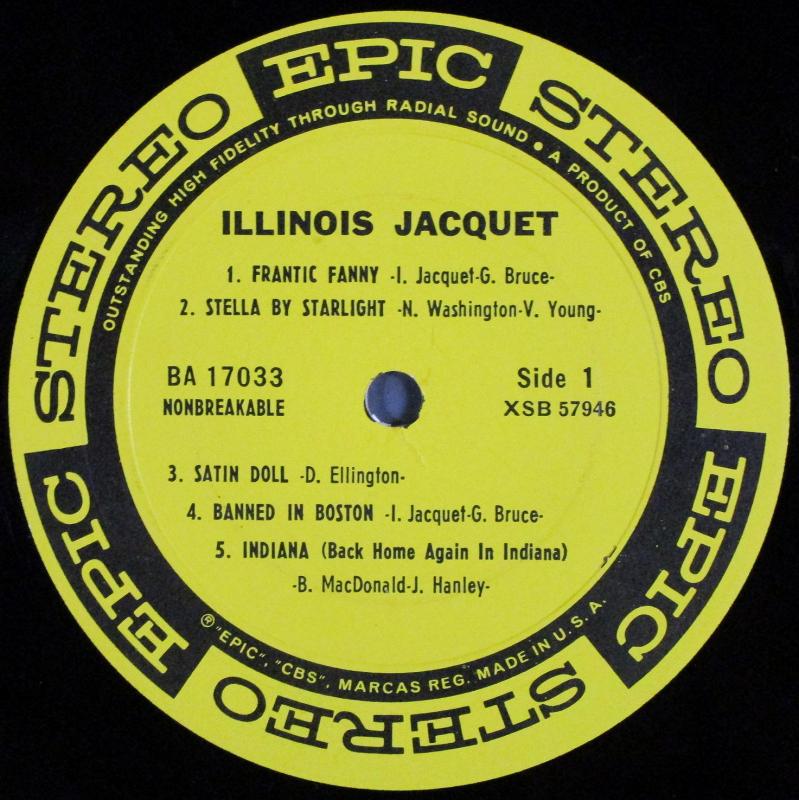 EPIC
STEREO
EPIC
STEREO
EPIC
STEREO
OUTSTANDING HIGH FIDELITY THROUGH RADIAL SOUND • A PRODUCT OF CBS
ILLINOIS JACQUET
1. FRANTIC FANNY -I. Jacquet-G. Bruce-
2. STELLA BY STARLIGHT -N. Washington-V. Young-
BA 17033
NONBREAKABLE
Side 1
XSB 57946
3. SATIN DOLL -D. Ellington-
4. BANNED IN BOSTON -I. Jacquet-G. Bruce-
5. INDIANA (Back Home Again In Indiana)
-B. MacDonald-J. Hanley-
® "EPIC", "CBS", MARCAS REG. MADE IN U.S.A.